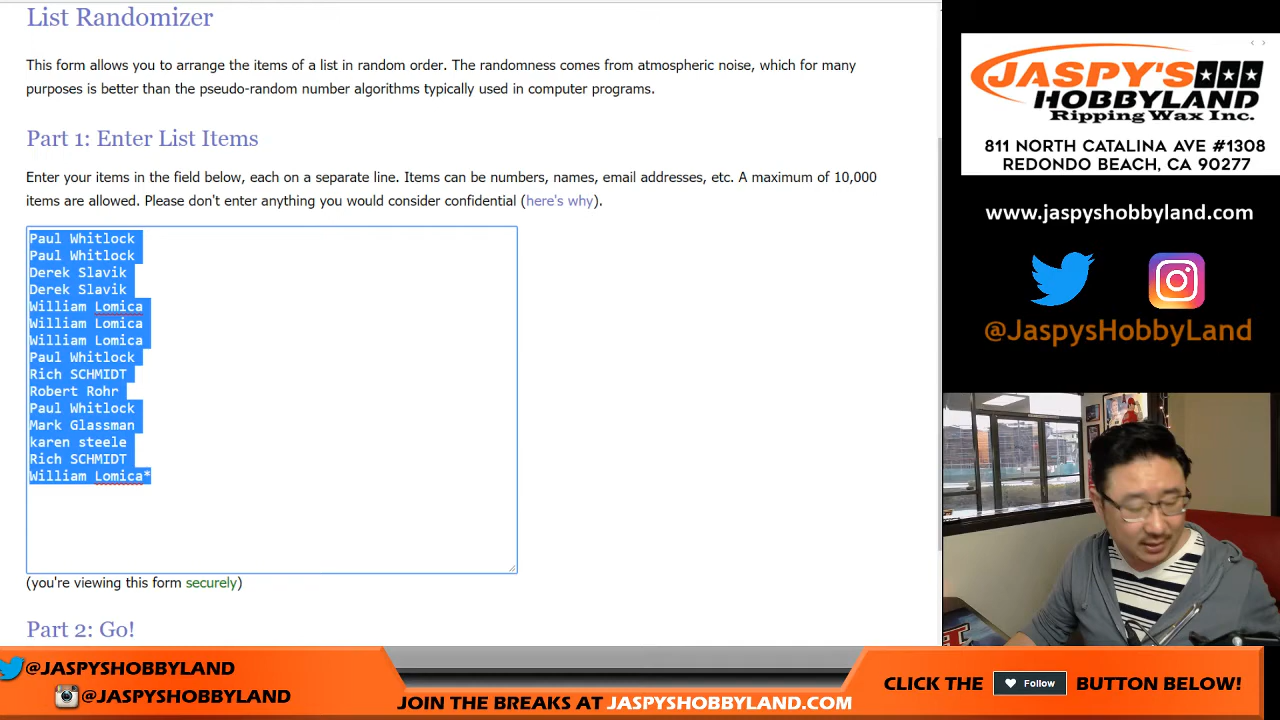 List Randomizer
This form allows you to arrange the items of a list in random order. The randomness comes from atmospheric noise, which for many
purposes is better than the pseudo-random number algorithms typically used in computer programs.
Part 1: Enter List Items
Enter your items in the field below, each on a separate line. Items can be numbers, names, email addresses, etc. A maximum of 10,000
items are allowed. Please don't enter anything you would consider confidential (here's why).
Paul Whitlock
Paul Whitlock
Derek Slavik
Derek Slavik
William Lomica
William Lomica
William Lomica
Paul Whitlock
Rich SCHMIDT
Robert Rohr
Paul Whitlock
Mark Glassman
karen steele
Rich SCHMIDT
William Lomica*
(you're viewing this form securely)
Part 2: Go!
JASPY'S
HOBBYLAND
Ripping Wax Inc.
811 NORTH CATALINA AVE #1308
REDONDO BEACH, CA 90277
www.jaspyshobbyland.com
@JaspysHobbyLand
@JASPYSHOBBYLAND
@JASPYSHOBBYLAND
JOIN THE BREAKS AT JASPYSHOBBYLAND.COM
CLICK THE Follow BUTTON BELOW!